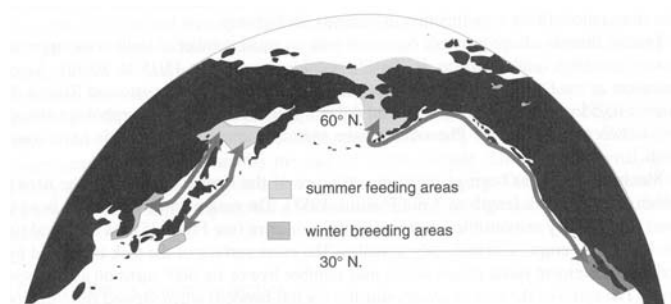 60° N.
summer feeding areas
winter breeding areas
30° N.